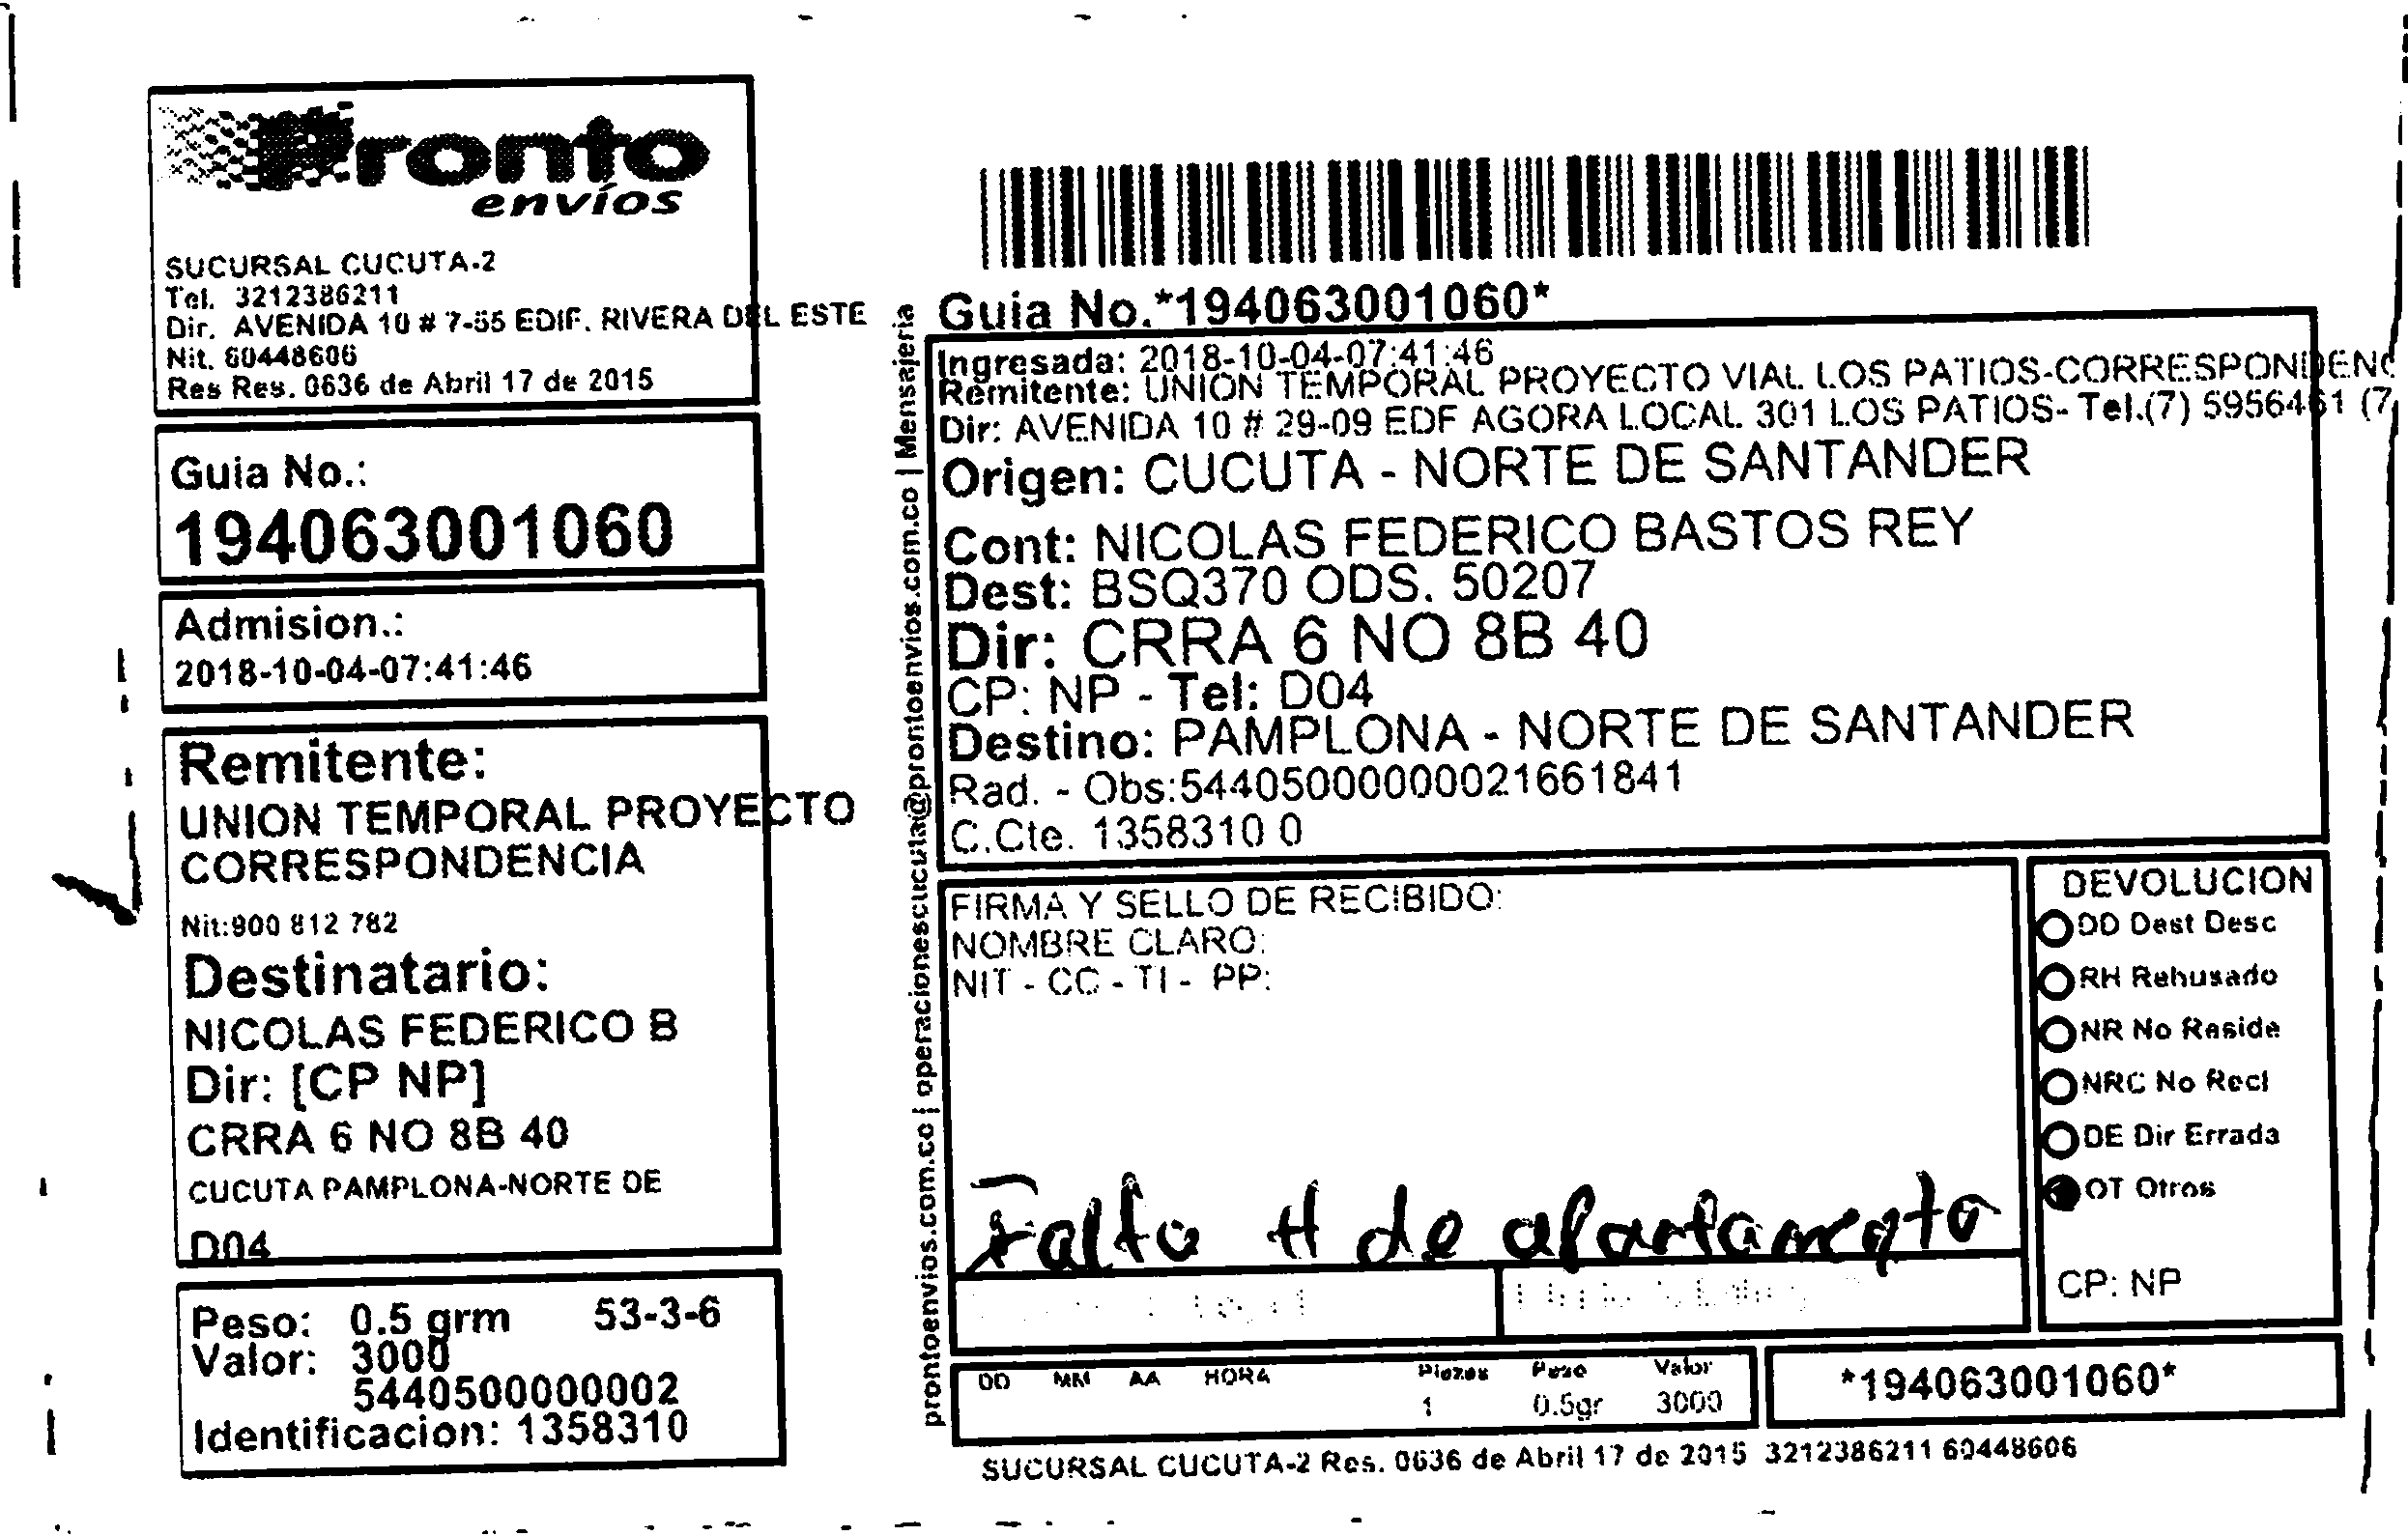 Pronto
envíos
SUCURSAL CUCUTA-2
Tel. 3212386211
Dir. AVENIDA 10 # 7-55 EDIF. RIVERA DEL ESTE
Nit. 60448606
Res Res. 0636 de Abril 17 de 2015
Guia No.:
194063001060
Admision.:
2018-10-04-07:41:46
Remitente:
UNION TEMPORAL PROYECTO
CORRESPONDENCIA
Nit:900 812 782
Destinatario:
NICOLAS FEDERICO B
Dir: [CP NP]
CRRA 6 NO 8B 40
CUCUTA PAMPLONA-NORTE DE
D04
Peso: 0.5 grm 53-3-6
Valor: 3000
5440500000002
Identificacion: 1358310
prontoenvios.com.co | operacionescucuta@prontoenvios.com.co | Mensajeria
Guia No.*194063001060*
Ingresada: 2018-10-04-07:41:46
Remitente: UNION TEMPORAL PROYECTO VIAL LOS PATIOS-CORRESPONDENC
Dir: AVENIDA 10 # 29-09 EDF AGORA LOCAL 301 LOS PATIOS- Tel.(7) 5956461 (7
Origen: CUCUTA - NORTE DE SANTANDER
Cont: NICOLAS FEDERICO BASTOS REY
Dest: BSQ370 ODS. 50207
Dir: CRRA 6 NO 8B 40
CP: NP - Tel: D04
Destino: PAMPLONA - NORTE DE SANTANDER
Rad. - Obs:544050000000021661841
C.Cte. 1358310 0
FIRMA Y SELLO DE RECIBIDO:
NOMBRE CLARO:
NIT - CC - TI - PP:
Falta # de apartamento
DEVOLUCION
DD Dest Desc
RH Rehusado
NR No Reside
NRC No Recl
DE Dir Errada
OT Otros
CP: NP
DD MM AA HORA Piezas Peso Valor
1 0.5gr 3000
*194063001060*
SUCURSAL CUCUTA-2 Res. 0636 de Abril 17 de 2015 3212386211 60448606